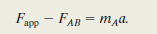 F_app − F_AB = m_A a.